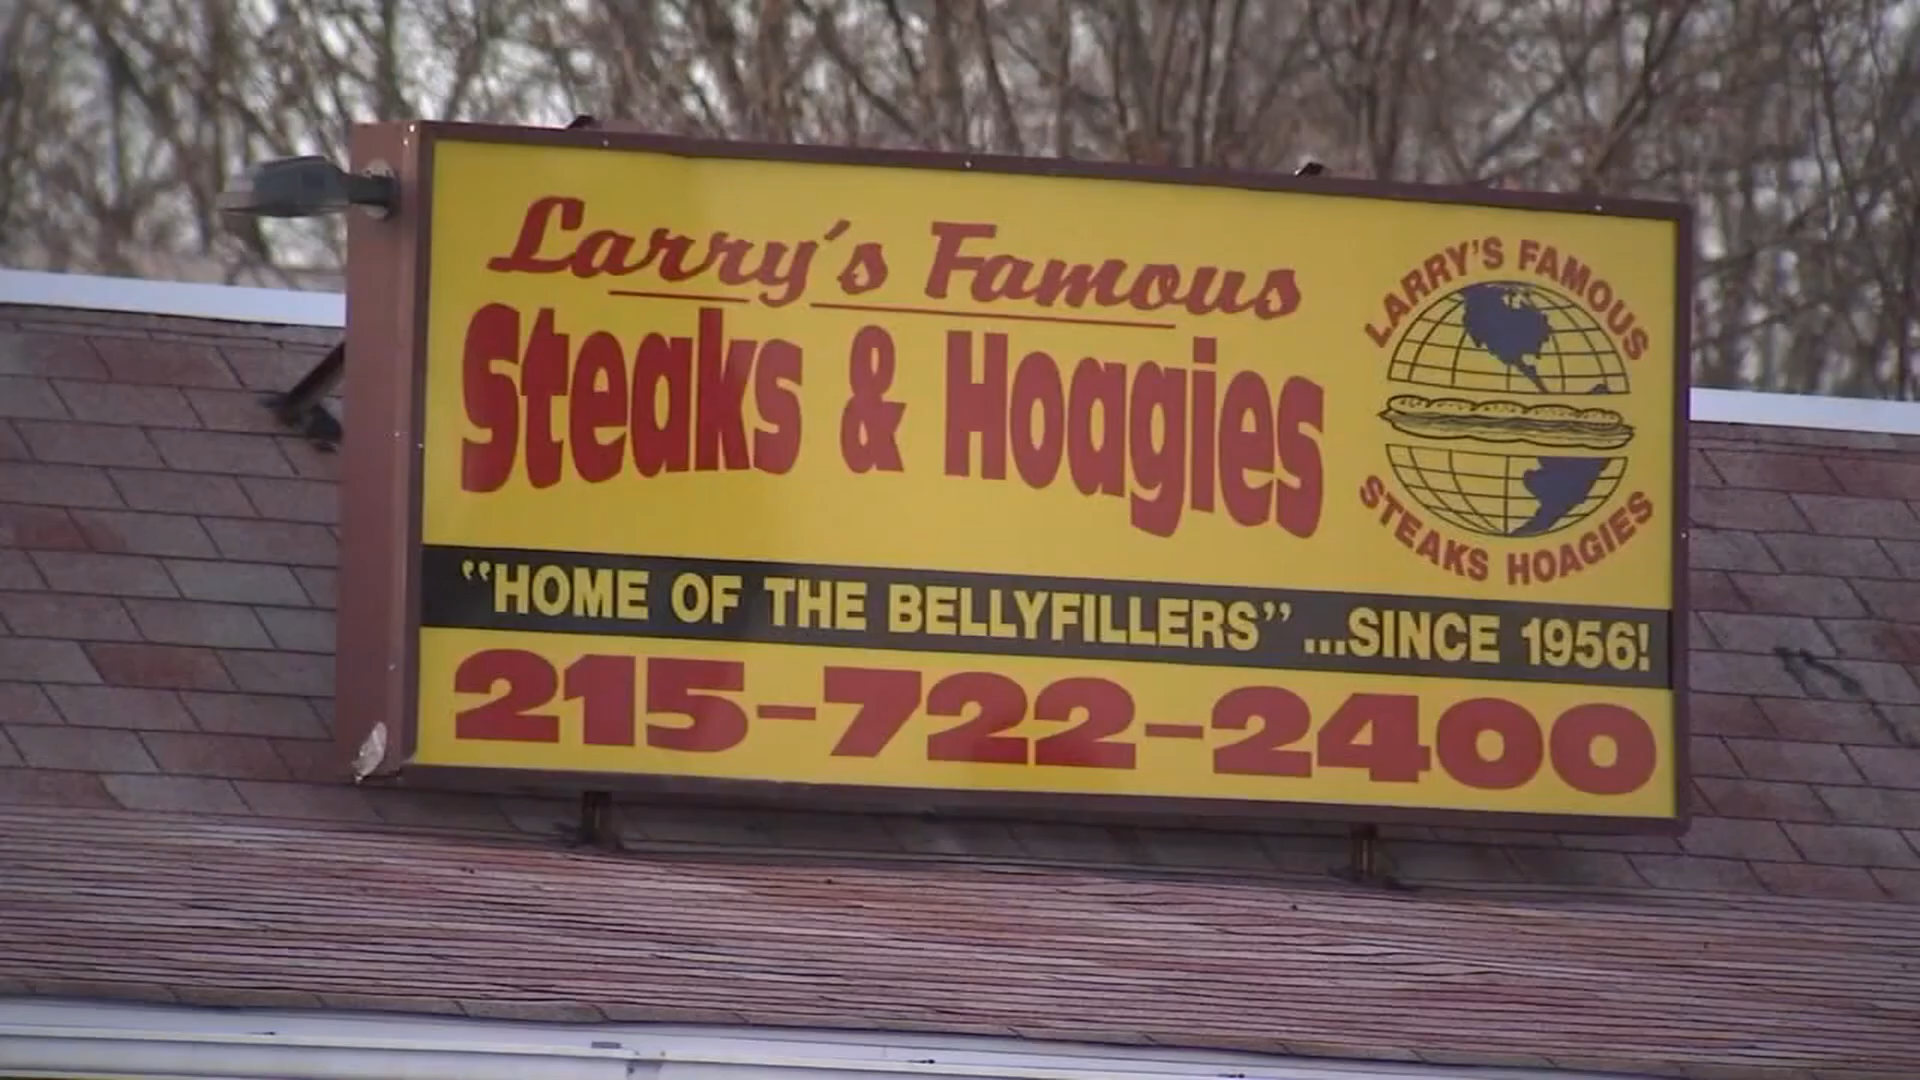 Larry's Famous
Steaks & Hoagies
LARRY'S FAMOUS
STEAKS HOAGIES
“HOME OF THE BELLYFILLERS” ...SINCE 1956!
215-722-2400